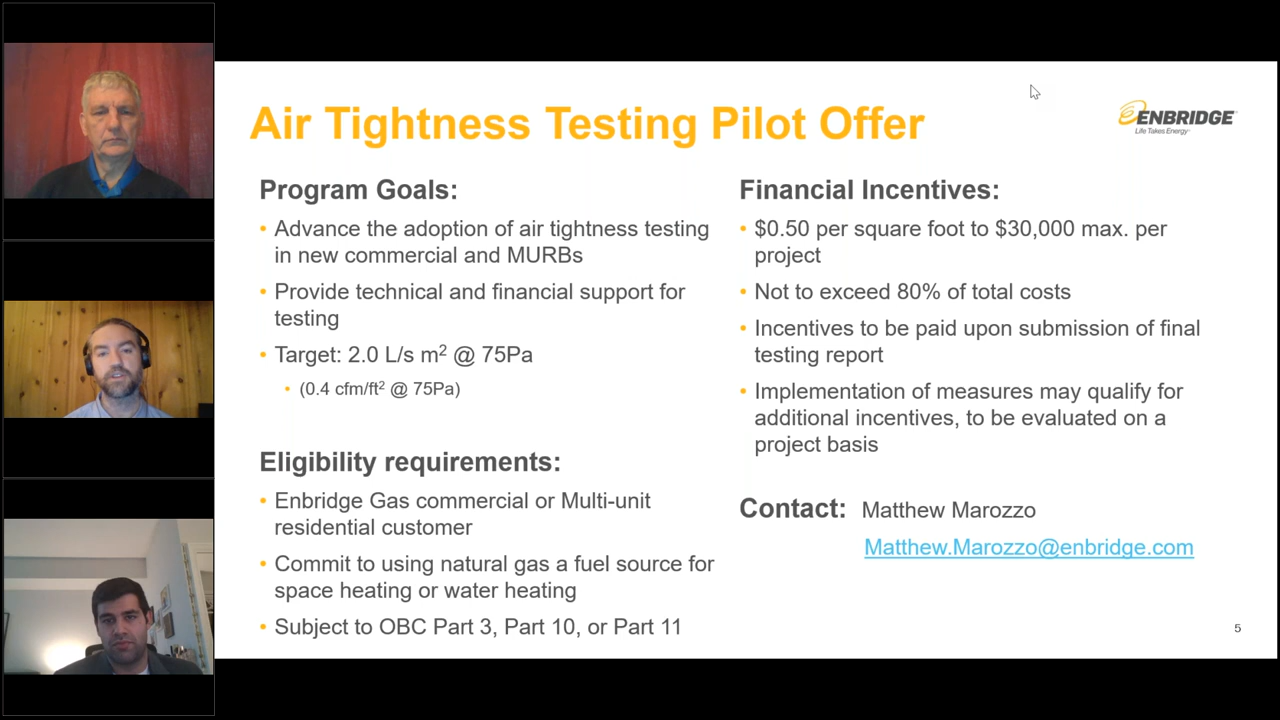 Air Tightness Testing Pilot Offer
ENBRIDGE
Life Takes Energy
Program Goals:
• Advance the adoption of air tightness testing
in new commercial and MURBs
• Provide technical and financial support for
testing
• Target: 2.0 L/s m² @ 75Pa
• (0.4 cfm/ft² @ 75Pa)
Eligibility requirements:
• Enbridge Gas commercial or Multi-unit
residential customer
• Commit to using natural gas a fuel source for
space heating or water heating
• Subject to OBC Part 3, Part 10, or Part 11
Financial Incentives:
• $0.50 per square foot to $30,000 max. per
project
• Not to exceed 80% of total costs
• Incentives to be paid upon submission of final
testing report
• Implementation of measures may qualify for
additional incentives, to be evaluated on a
project basis
Contact: Matthew Marozzo
Matthew.Marozzo@enbridge.com
5